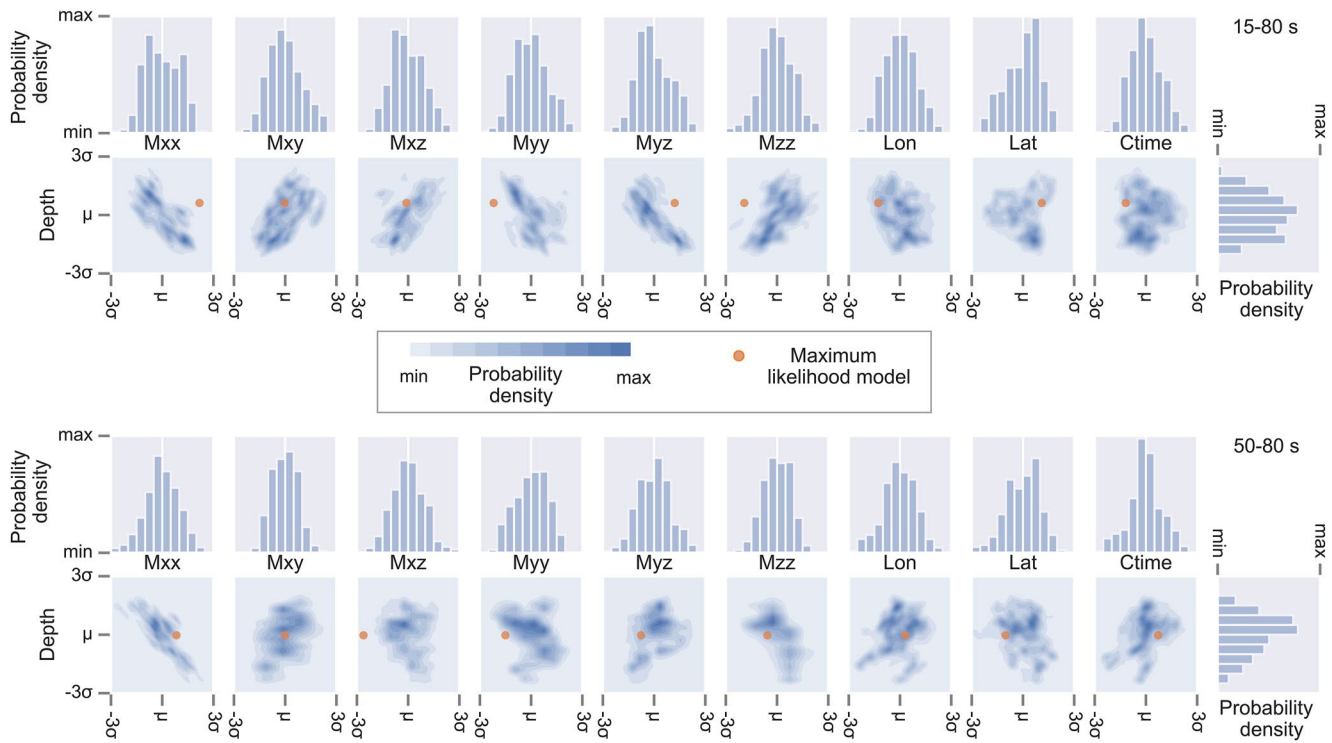 max
15-80 s
Probability
density
min
min
max
Mxx
Mxy
Mxz
Myy
Myz
Mzz
Lon
Lat
Ctime
3σ
Depth
μ
-3σ
-3σ
μ
3σ
-3σ
μ
3σ
-3σ
μ
3σ
-3σ
μ
3σ
-3σ
μ
3σ
-3σ
μ
3σ
-3σ
μ
3σ
-3σ
μ
3σ
-3σ
μ
3σ
Probability
density
min
Probability
density
max
Maximum
likelihood model
max
50-80 s
Probability
density
min
min
max
Mxx
Mxy
Mxz
Myy
Myz
Mzz
Lon
Lat
Ctime
3σ
Depth
μ
-3σ
-3σ
μ
3σ
-3σ
μ
3σ
-3σ
μ
3σ
-3σ
μ
3σ
-3σ
μ
3σ
-3σ
μ
3σ
-3σ
μ
3σ
-3σ
μ
3σ
-3σ
μ
3σ
Probability
density